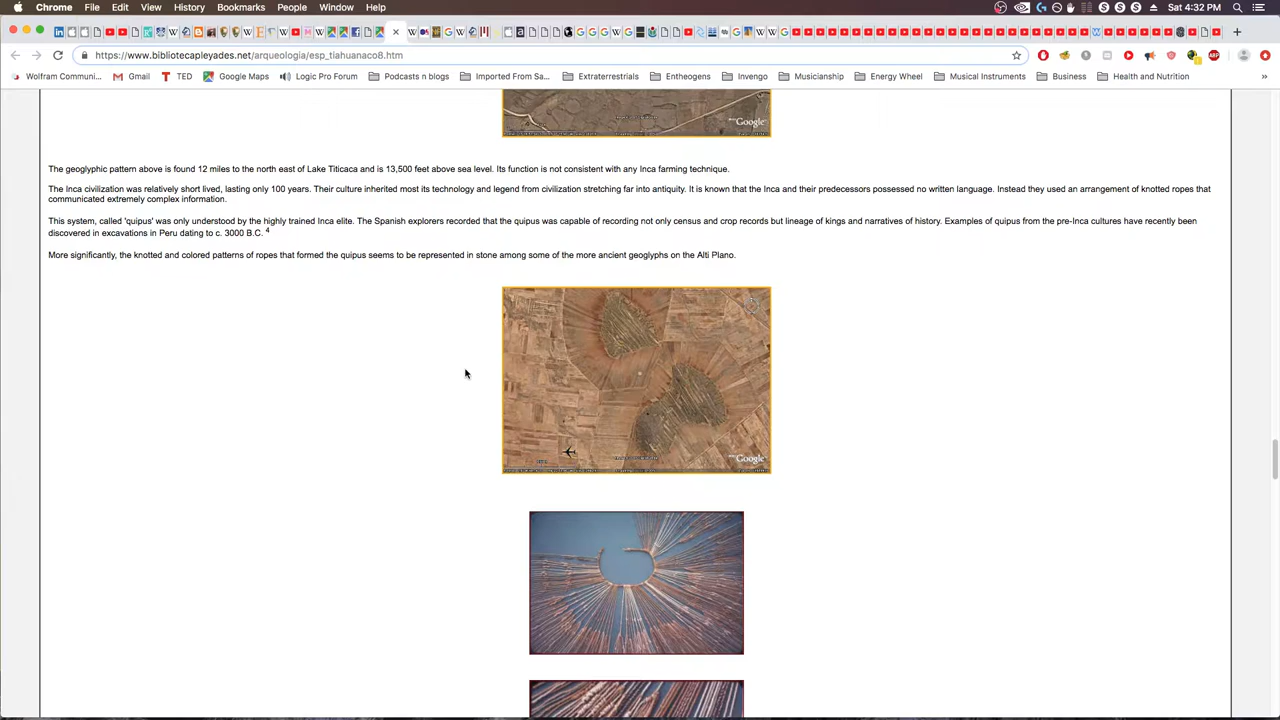 Chrome File Edit View History Bookmarks People Window Help Sat 4:32 PM
https://www.bibliotecapleyades.net/arqueologia/esp_tiahuanaco8.htm
Wolfram Communi... Gmail TED Google Maps Logic Pro Forum Podcasts n blogs Imported From Sa... Extraterrestrials Entheogens Invengo Musicianship Energy Wheel Musical Instruments Business Health and Nutrition »
Google
The geoglyphic pattern above is found 12 miles to the north east of Lake Titicaca and is 13,500 feet above sea level. Its function is not consistent with any Inca farming technique.
The Inca civilization was relatively short lived, lasting only 100 years. Their culture inherited most its technology and legend from civilization stretching far into antiquity. It is known that the Inca and their predecessors possessed no written language. Instead they used an arrangement of knotted ropes that
communicated extremely complex information.
This system, called 'quipus' was only understood by the highly trained Inca elite. The Spanish explorers recorded that the quipus was capable of recording not only census and crop records but lineage of kings and narratives of history. Examples of quipus from the pre-Inca cultures have recently been
discovered in excavations in Peru dating to c. 3000 B.C. 4
More significantly, the knotted and colored patterns of ropes that formed the quipus seems to be represented in stone among some of the more ancient geoglyphs on the Alti Plano.
Google